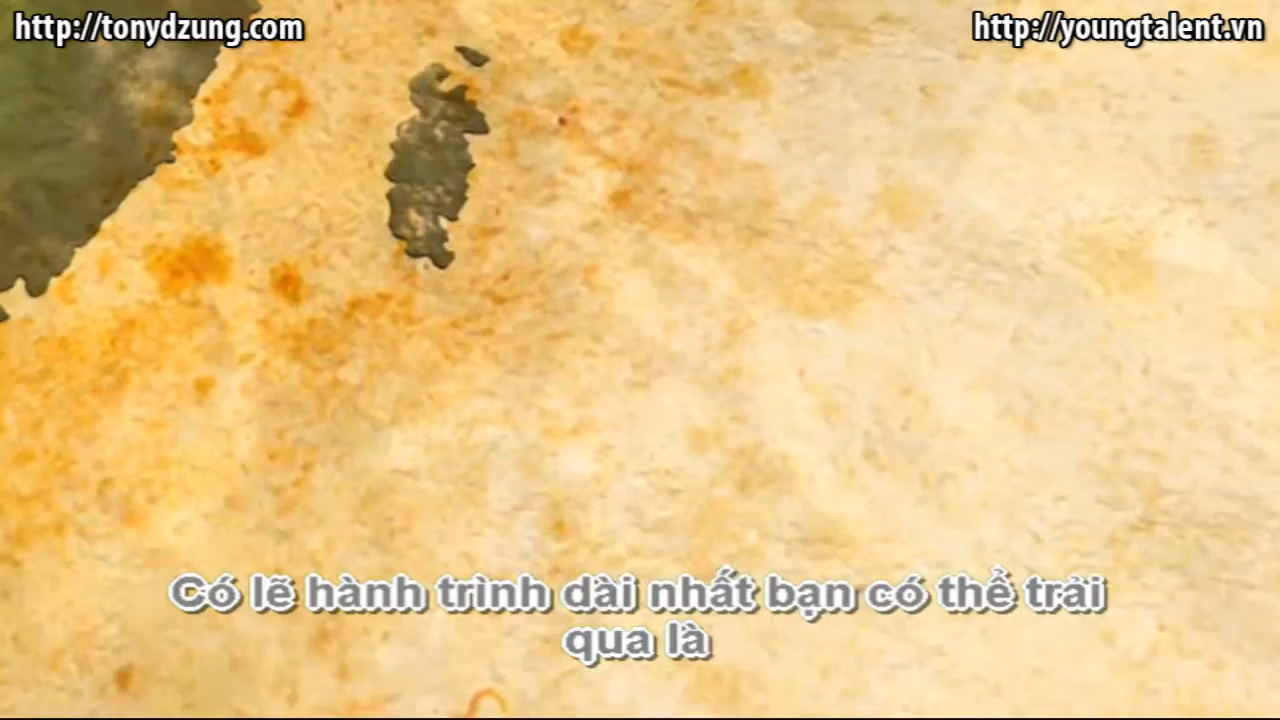 http://tonydzung.com
http://youngtalent.vn
Có lẽ hành trình dài nhất bạn có thể trải
qua là